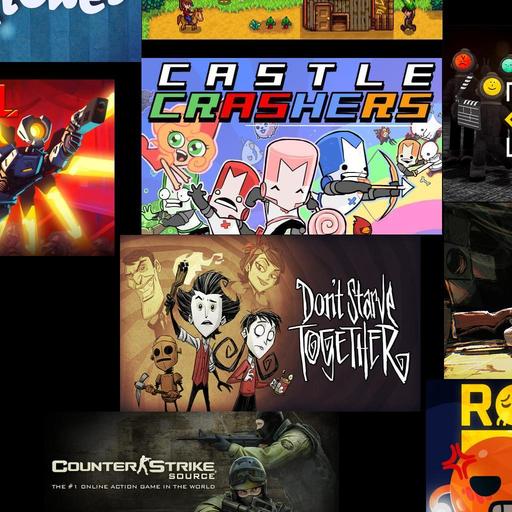 CASTLE
CRASHERS
Don't Starve
TOGETHER
COUNTER STRIKE
SOURCE
THE #1 ONLINE ACTION GAME IN THE WORLD